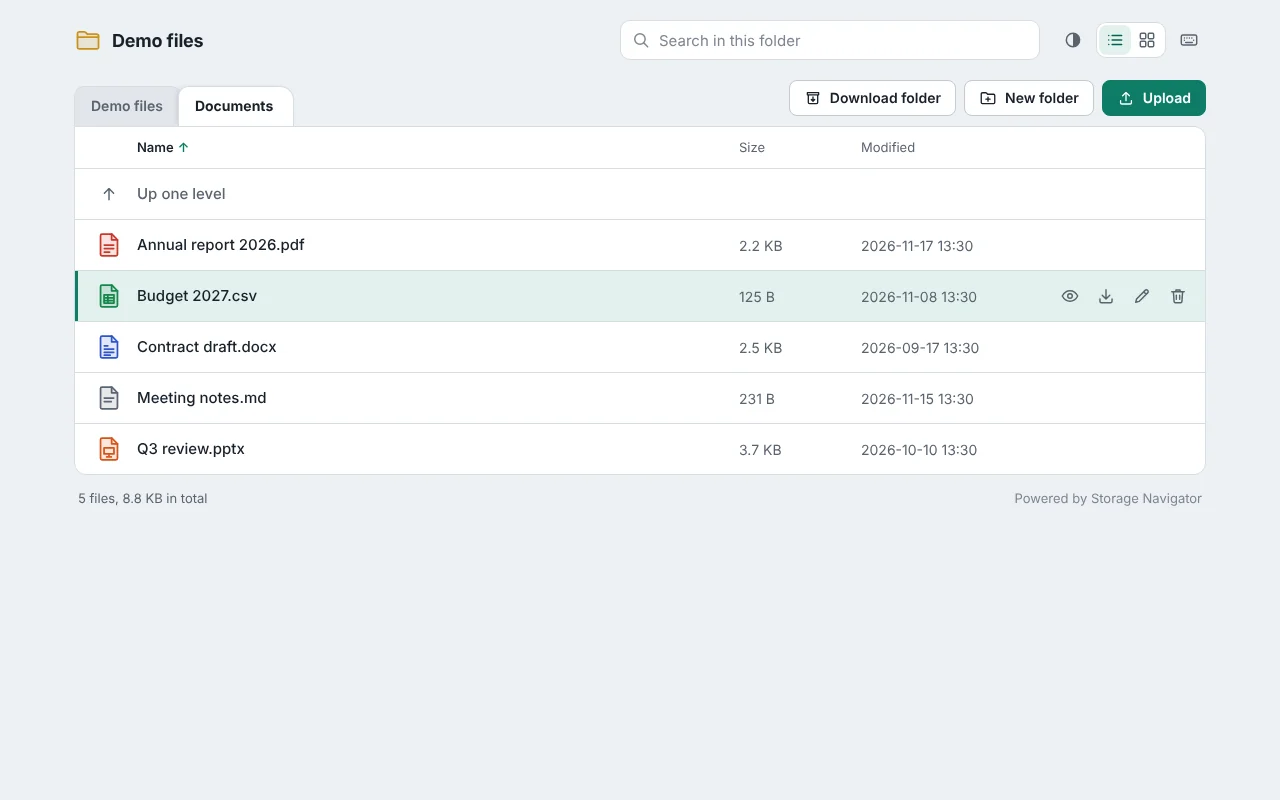 Demo files
Search in this folder
Demo files
Documents
Download folder
New folder
Upload
Name Size Modified
Up one level
Annual report 2026.pdf 2.2 KB 2026-11-17 13:30
Budget 2027.csv 125 B 2026-11-08 13:30
Contract draft.docx 2.5 KB 2026-09-17 13:30
Meeting notes.md 231 B 2026-11-15 13:30
Q3 review.pptx 3.7 KB 2026-10-10 13:30
5 files, 8.8 KB in total
Powered by Storage Navigator